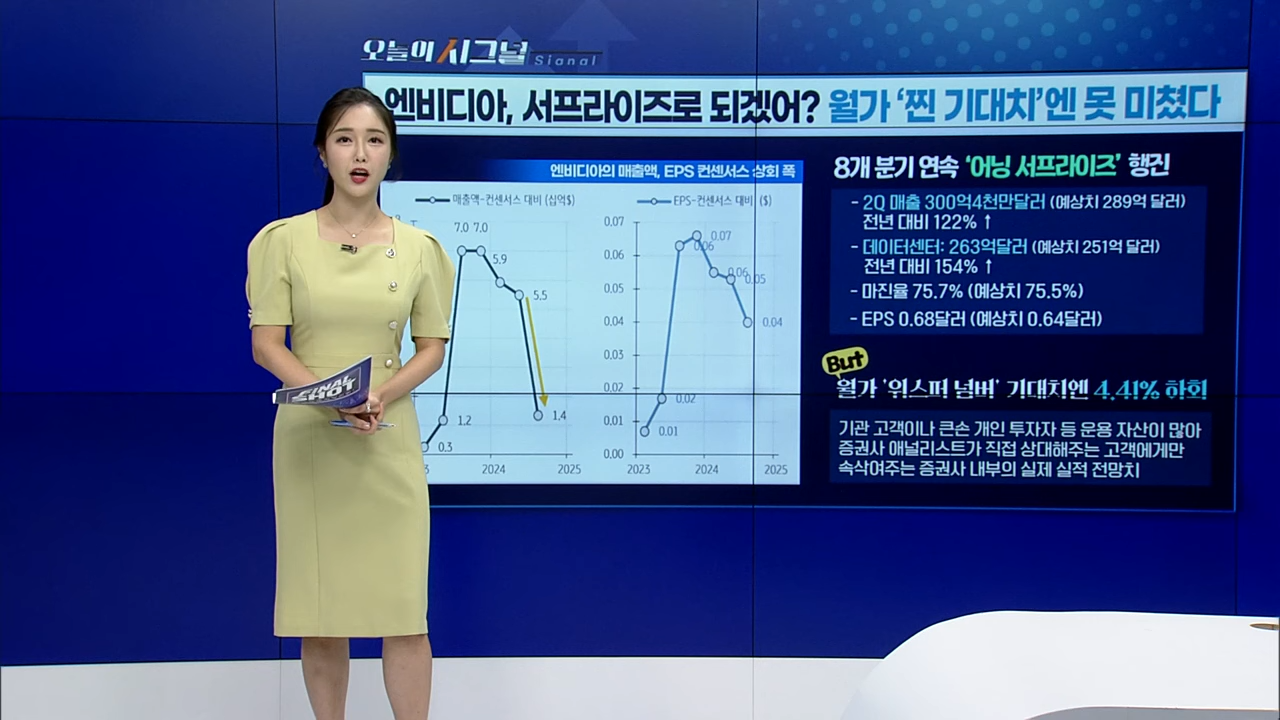 오늘의 시그널
Signal
엔비디아, 서프라이즈로 되겠어? 월가 ‘찐 기대치’엔 못 미쳤다
엔비디아의 매출액, EPS 컨센서스 상회 폭
매출액-컨센서스 대비 (십억$)
7.0 7.0
5.9
5.5
1.4
1.2
0.3
2024 2025
EPS-컨센서스 대비 ($)
0.07
0.06
0.05
0.04
0.03
0.02
0.01
0.00
0.07
0.06
0.06
0.05
0.04
0.02
0.01
2023 2024 2025
8개 분기 연속 ‘어닝 서프라이즈’ 행진
- 2Q 매출 300억4천만달러 (예상치 289억 달러)
전년 대비 122% ↑
- 데이터센터: 263억달러 (예상치 251억 달러)
전년 대비 154% ↑
- 마진율 75.7% (예상치 75.5%)
- EPS 0.68달러 (예상치 0.64달러)
But
월가 '위스퍼 넘버' 기대치엔 4.41% 하회
기관 고객이나 큰손 개인 투자자 등 운용 자산이 많아
증권사 애널리스트가 직접 상대해주는 고객에게만
속삭여주는 증권사 내부의 실제 실적 전망치
FINAL
SHOT